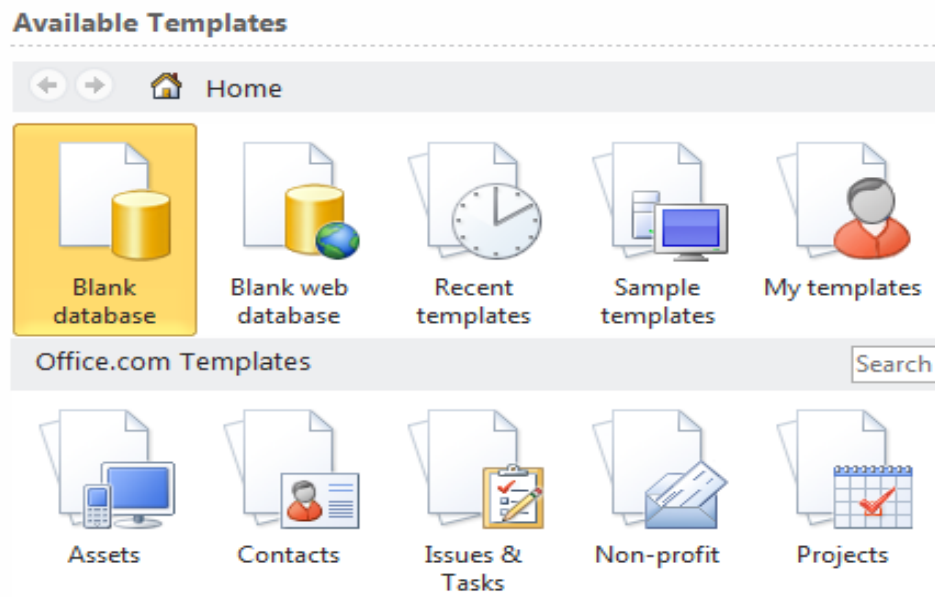 Available Templates
Home
Blank database
Blank web database
Recent templates
Sample templates
My templates
Office.com Templates
Search
Assets
Contacts
Issues & Tasks
Non-profit
Projects